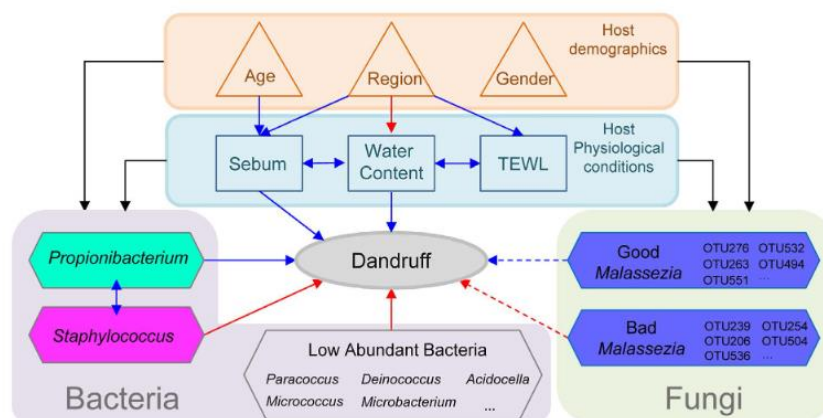 Host
demographics
Age
Region
Gender
Host
Physiological
conditions
Sebum
Water
Content
TEWL
Propionibacterium
Staphylococcus
Bacteria
Dandruff
Low Abundant Bacteria
Paracoccus Deinococcus Acidocella
Micrococcus Microbacterium ...
Good
Malassezia
OTU276 OTU532
OTU263 OTU494
OTU551 ...
Bad
Malassezia
OTU239 OTU254
OTU206 OTU504
OTU536 ...
Fungi